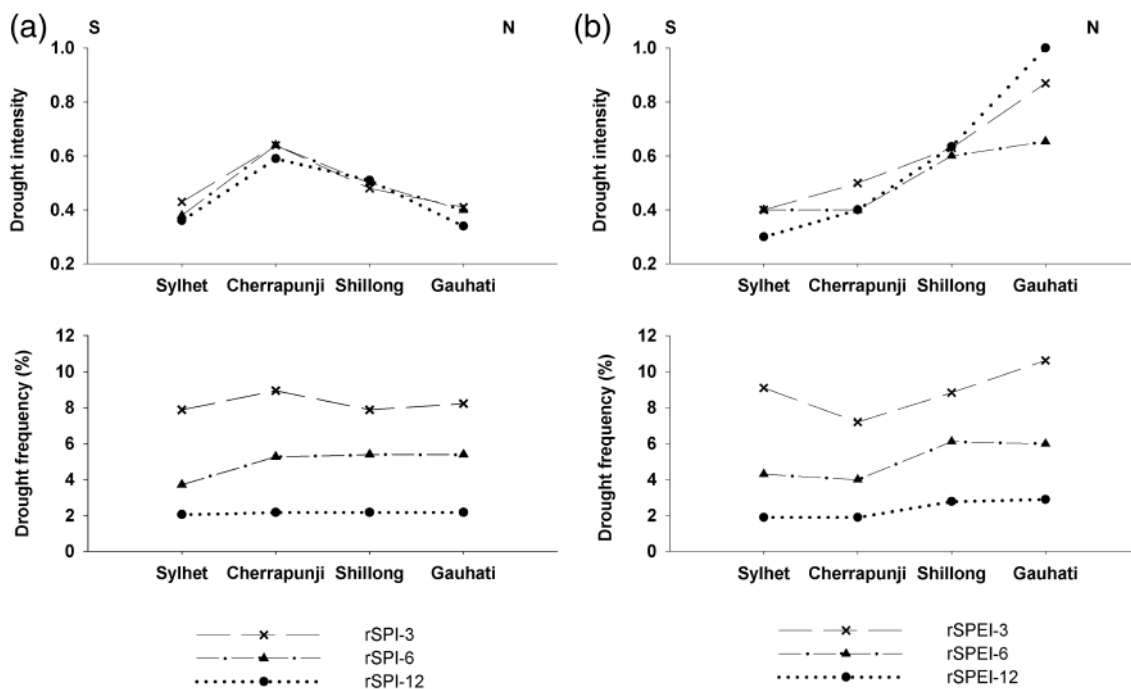 (a) S N
Drought intensity
1.0
0.8
0.6
0.4
0.2
Sylhet Cherrapunji Shillong Gauhati
Drought frequency (%)
12
10
8
6
4
2
0
Sylhet Cherrapunji Shillong Gauhati
rSPI-3
rSPI-6
rSPI-12
(b) S N
Drought intensity
1.0
0.8
0.6
0.4
0.2
Sylhet Cherrapunji Shillong Gauhati
Drought frequency (%)
12
10
8
6
4
2
0
Sylhet Cherrapunji Shillong Gauhati
rSPEI-3
rSPEI-6
rSPEI-12